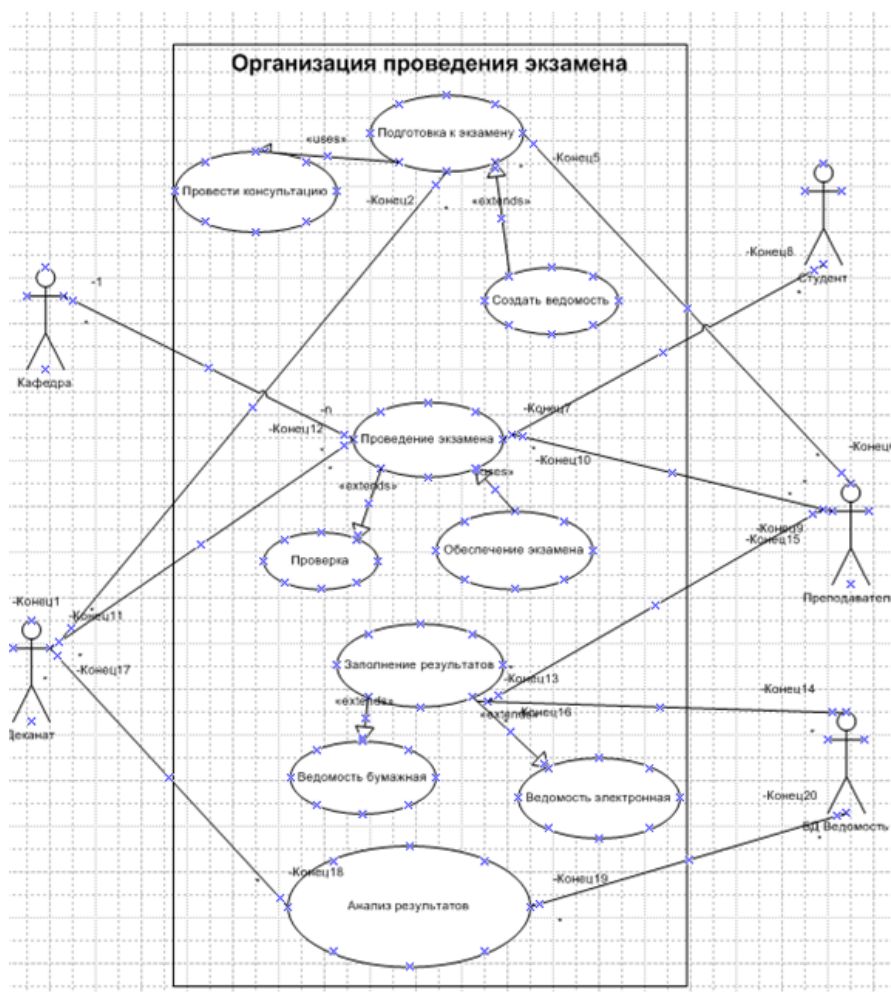 Организация проведения экзамена
Подготовка к экзамену
«uses»
-Конец5
Провести консультацию
-Конец2
«extends»
-Конец8
Студент
Создать ведомость
-1
Кафедра
-n
-Конец7
-Конец12
Проведение экзамена
-Конец10
«extends»
Проверка
Обеспечение экзамена
-Конец9
-Конец15
-Конец1
-Конец11
-Конец17
Заполнение результатов
-Конец13
-Конец14
«extends»
-Конец16
Ведомость бумажная
Ведомость электронная
-Конец20
БД Ведомость
-Конец18
Анализ результатов
-Конец19